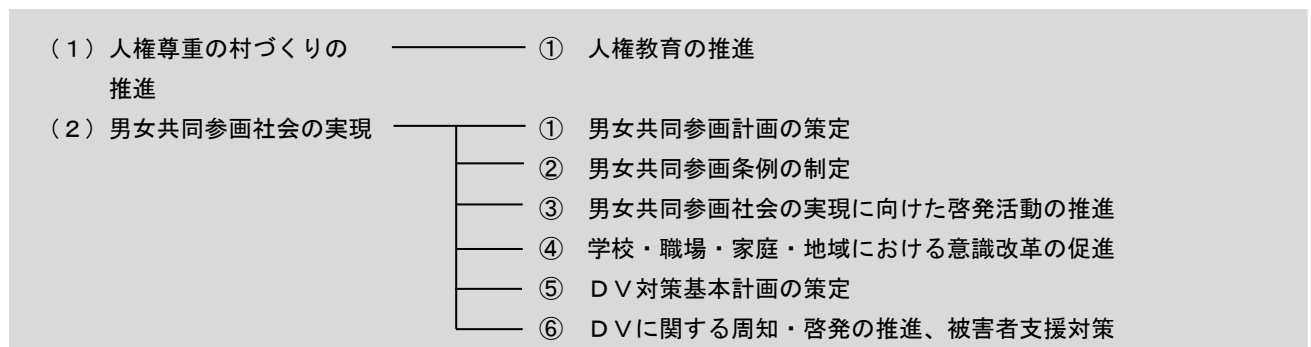 （１）人権尊重の村づくりの ① 人権教育の推進
推進
（２）男女共同参画社会の実現 ① 男女共同参画計画の策定
② 男女共同参画条例の制定
③ 男女共同参画社会の実現に向けた啓発活動の推進
④ 学校・職場・家庭・地域における意識改革の促進
⑤ ＤＶ対策基本計画の策定
⑥ ＤＶに関する周知・啓発の推進、被害者支援対策